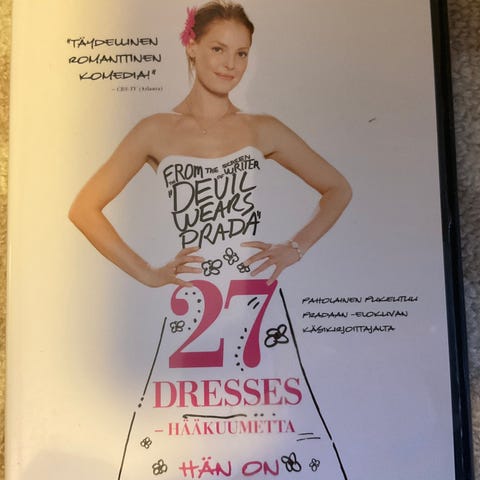 "TÄYDELLINEN
ROMANTTINEN
KOMEDIA!"
– CBS-TV (Atlanta)
FROM THE SCREEN
WRITER
OF
"DEVIL
WEARS
PRADA"
27
DRESSES
– HÄÄKUUMETTA
PAHOLAINEN PUKEUTUU
PRADAAN -ELOKUVAN
KÄSIKIRJOITTAJALTA
HÄN ON